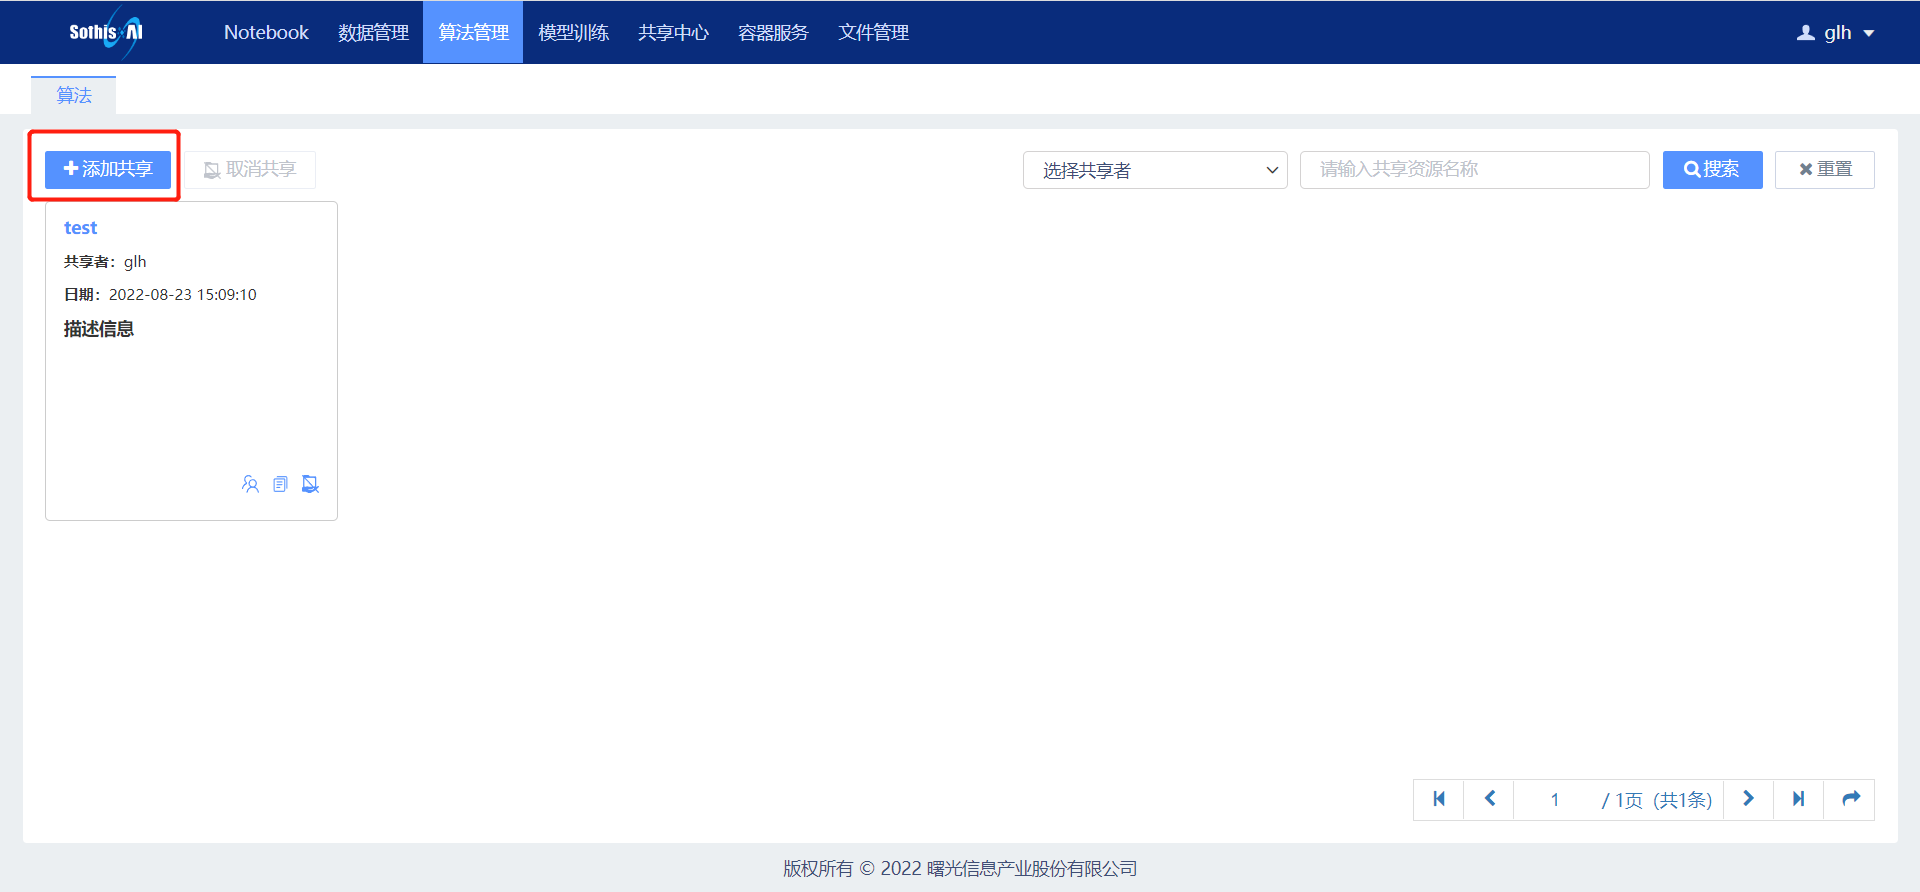 SothisAI Notebook 数据管理 算法管理 模型训练 共享中心 容器服务 文件管理 glh
算法
添加共享 取消共享 选择共享者 请输入共享资源名称 搜索 重置
test
共享者：glh
日期：2022-08-23 15:09:10
描述信息
1 / 1页 (共1条)
版权所有 © 2022 曙光信息产业股份有限公司